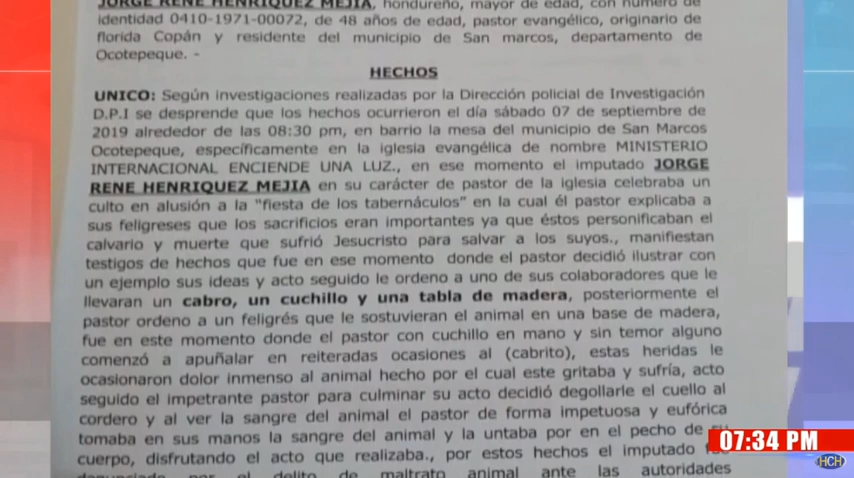 JORGE RENE HENRIQUEZ MEJIA, hondureño, mayor de edad, con número de
identidad 0410-1971-00072, de 48 años de edad, pastor evangélico, originario de
florida Copán y residente del municipio de San marcos, departamento de
Ocotepeque. -
HECHOS
UNICO: Según investigaciones realizadas por la Dirección policial de Investigación
D.P.I se desprende que los hechos ocurrieron el día sábado 07 de septiembre de
2019 alrededor de las 08:30 pm, en barrio la mesa del municipio de San Marcos
Ocotepeque, específicamente en la iglesia evangélica de nombre MINISTERIO
INTERNACIONAL ENCIENDE UNA LUZ., en ese momento el imputado JORGE
RENE HENRIQUEZ MEJIA en su carácter de pastor de la iglesia celebraba un
culto en alusión a la "fiesta de los tabernáculos" en la cual él pastor explicaba a
sus feligreses que los sacrificios eran importantes ya que éstos personificaban el
calvario y muerte que sufrió Jesucristo para salvar a los suyos., manifiestan
testigos de hechos que fue en ese momento donde el pastor decidió ilustrar con
un ejemplo sus ideas y acto seguido le ordeno a uno de sus colaboradores que le
llevaran un cabro, un cuchillo y una tabla de madera, posteriormente el
pastor ordeno a un feligrés que le sostuvieran el animal en una base de madera,
fue en este momento donde el pastor con cuchillo en mano y sin temor alguno
comenzó a apuñalar en reiteradas ocasiones al (cabrito), estas heridas le
ocasionaron dolor inmenso al animal hecho por el cual este gritaba y sufría, acto
seguido el impetrante pastor para culminar su acto decidió degollarle el cuello al
cordero y al ver la sangre del animal el pastor de forma impetuosa y eufórica
tomaba en sus manos la sangre del animal y la untaba por en el pecho de
cuerpo, disfrutando el acto que realizaba., por estos hechos el imputado
denunciado por el delito de maltrato animal ante las autoridades
07:34 PM
HCH